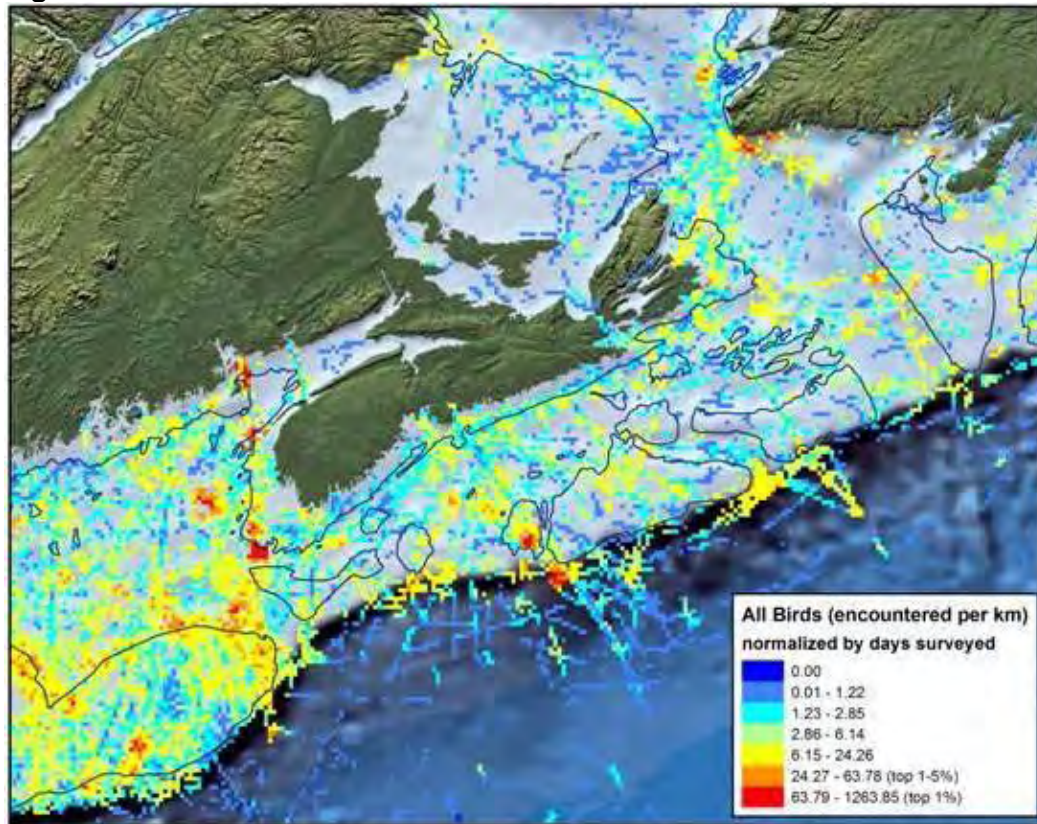 All Birds (encountered per km)
normalized by days surveyed
0.00
0.01 - 1.22
1.23 - 2.85
2.86 - 6.14
6.15 - 24.26
24.27 - 63.78 (top 1-5%)
63.79 - 1263.85 (top 1%)